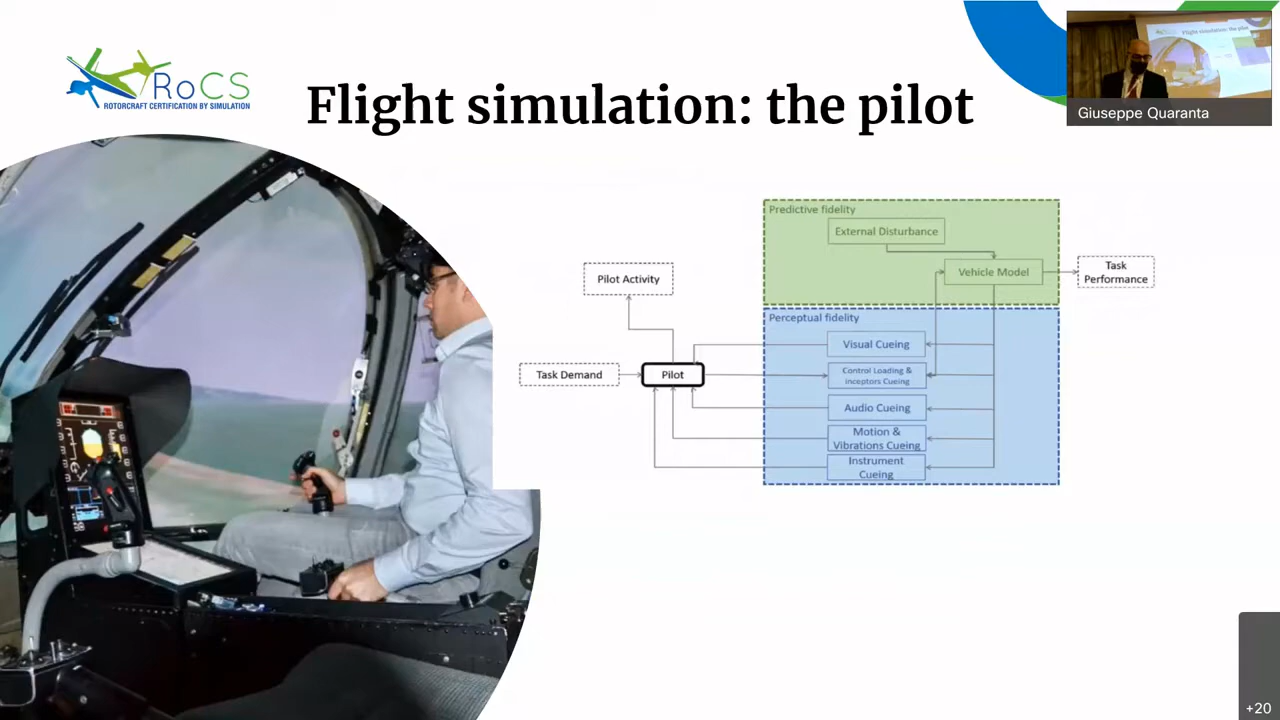 RoCS
ROTORCRAFT CERTIFICATION BY SIMULATION
Flight simulation: the pilot
Giuseppe Quaranta
Predictive fidelity
External Disturbance
Vehicle Model
Task
Performance
Pilot Activity
Perceptual fidelity
Visual Cueing
Task Demand
Pilot
Control Loading &
inceptors Cueing
Audio Cueing
Motion &
Vibrations Cueing
Instrument
Cueing
+20